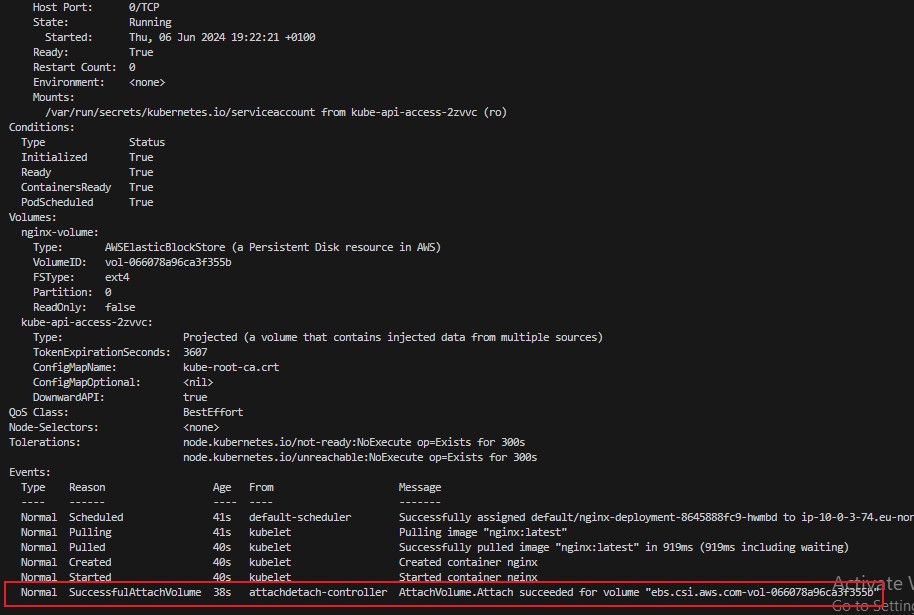 Host Port:      0/TCP
State:          Running
Started:      Thu, 06 Jun 2024 19:22:21 +0100
Ready:          True
Restart Count:  0
Environment:    <none>
Mounts:
/var/run/secrets/kubernetes.io/serviceaccount from kube-api-access-2zvvc (ro)
Conditions:
Type              Status
Initialized       True
Ready             True
ContainersReady   True
PodScheduled      True
Volumes:
nginx-volume:
Type:       AWSElasticBlockStore (a Persistent Disk resource in AWS)
VolumeID:   vol-066078a96ca3f355b
FSType:     ext4
Partition:  0
ReadOnly:   false
kube-api-access-2zvvc:
Type:                    Projected (a volume that contains injected data from multiple sources)
TokenExpirationSeconds:  3607
ConfigMapName:           kube-root-ca.crt
ConfigMapOptional:       <nil>
DownwardAPI:             true
QoS Class:                   BestEffort
Node-Selectors:              <none>
Tolerations:                 node.kubernetes.io/not-ready:NoExecute op=Exists for 300s
node.kubernetes.io/unreachable:NoExecute op=Exists for 300s
Events:
Type    Reason                  Age   From                     Message
----    ------                  ----  ----                     -------
Normal  Scheduled               41s   default-scheduler        Successfully assigned default/nginx-deployment-8645888fc9-hwmbd to ip-10-0-3-74.eu-nor
Normal  Pulling                 41s   kubelet                  Pulling image "nginx:latest"
Normal  Pulled                  40s   kubelet                  Successfully pulled image "nginx:latest" in 919ms (919ms including waiting)
Normal  Created                 40s   kubelet                  Created container nginx
Normal  Started                 40s   kubelet                  Started container nginx
Normal  SuccessfulAttachVolume  38s   attachdetach-controller  AttachVolume.Attach succeeded for volume "ebs.csi.aws.com-vol-066078a96ca3f355b"
Activate W
Go to Setting